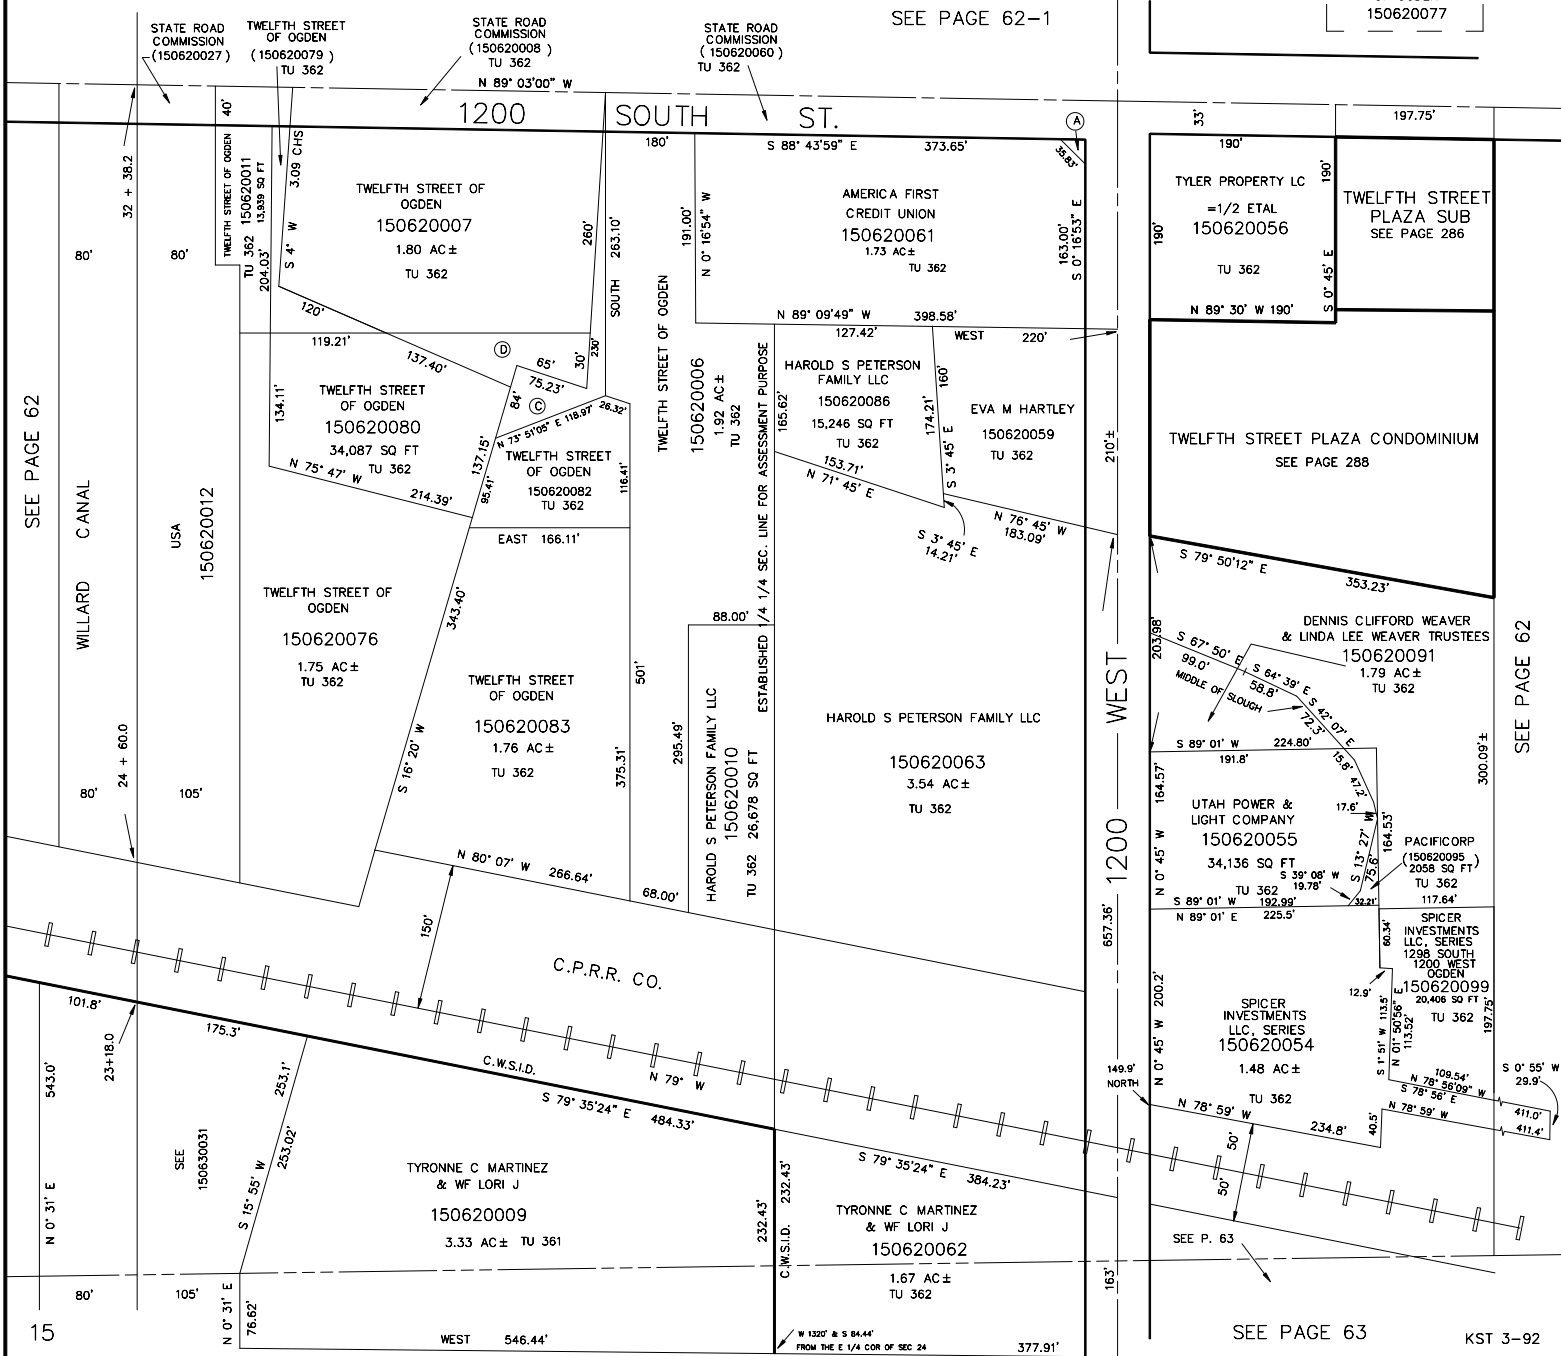 SEE PAGE 62-1
150620077
STATE ROAD
COMMISSION
(150620027)
TWELFTH STREET
OF OGDEN
(150620079)
TU 362
STATE ROAD
COMMISSION
(150620008)
TU 362
N 89° 03'00" W
STATE ROAD
COMMISSION
(150620060)
TU 362
1200 SOUTH ST.
40'
32 + 38.2
80'
80'
TWELFTH STREET OF OGDEN
150620011
TU 362
13,939 SQ FT
204.03'
3.09 CHS
S 4° W
TWELFTH STREET OF
OGDEN
150620007
1.80 AC±
TU 362
260'
263.10'
SOUTH
180'
191.00'
N 0° 16'54" W
S 88° 43'59" E
373.65'
A
35.83'
AMERICA FIRST
CREDIT UNION
150620061
1.73 AC±
TU 362
163.00'
S 0° 16'53" E
N 89° 09'49" W
398.58'
127.42'
WEST 220'
33'
190'
190'
190'
TYLER PROPERTY LC
=1/2 ETAL
150620056
TU 362
N 89° 30' W 190'
S 0° 45' E
197.75'
TWELFTH STREET
PLAZA SUB
SEE PAGE 286
TWELFTH STREET PLAZA CONDOMINIUM
SEE PAGE 288
S 79° 50'12" E
353.23'
120'
119.21'
137.40'
D
65'
75.23'
30'
230'
84'
C
N 73° 51'05" E 118.97'
26.32'
134.11'
TWELFTH STREET
OF OGDEN
150620080
34,087 SQ FT
TU 362
N 75° 47' W
214.39'
137.15'
95.41'
TWELFTH STREET
OF OGDEN
150620082
TU 362
116.41'
EAST 166.11'
TWELFTH STREET OF OGDEN
150620006
1.92 AC±
TU 362
ESTABLISHED 1/4 1/4 SEC. LINE FOR ASSESSMENT PURPOSE
165.62'
HAROLD S PETERSON
FAMILY LLC
150620086
15,246 SQ FT
TU 362
160'
174.21'
S 3° 45' E
153.71'
N 71° 45' E
EVA M HARTLEY
150620059
TU 362
210'±
S 3° 45' E
14.21'
N 76° 45' W
183.09'
SEE PAGE 62
WILLARD CANAL
USA
150620012
TWELFTH STREET OF
OGDEN
150620076
1.75 AC±
TU 362
343.40'
S 16° 20' W
TWELFTH STREET
OF OGDEN
150620083
1.76 AC±
TU 362
501'
375.31'
88.00'
295.49'
HAROLD S PETERSON FAMILY LLC
150620010
TU 362 26,678 SQ FT
HAROLD S PETERSON FAMILY LLC
150620063
3.54 AC±
TU 362
1200 WEST
657.36'
203.98'
S 67° 50' E
99.0'
S 64° 39' E
58.8'
MIDDLE OF SLOUGH
S 42° 07' E
72.3'
DENNIS CLIFFORD WEAVER
& LINDA LEE WEAVER TRUSTEES
150620091
1.79 AC±
TU 362
SEE PAGE 62
300.09'±
S 89° 01' W
224.80'
191.8'
15.8'
47.2'
17.6'
164.57'
N 0° 45' W
UTAH POWER &
LIGHT COMPANY
150620055
34,136 SQ FT
TU 362
S 13° 27' W
75.6'
164.53'
S 39° 08' W
19.78'
PACIFICORP
(150620095)
2058 SQ FT
TU 362
S 89° 01' W 192.99'
32.21'
117.64'
N 89° 01' E 225.5'
24 + 60.0
80'
105'
N 80° 07' W
266.64'
68.00'
150'
C.P.R.R. CO.
60.34'
12.9'
SPICER
INVESTMENTS
LLC, SERIES
1298 SOUTH
1200 WEST
OGDEN
150620099
20,406 SQ FT
TU 362
197.75'
SPICER
INVESTMENTS
LLC, SERIES
150620054
1.48 AC±
TU 362
N 0° 45' W 200.2'
S 1° 51' W 113.5'
N 01° 50'56" E
113.52'
109.54'
N 78° 56'09" W
S 78° 56' E
N 78° 59' W
S 0° 55' W
29.9'
411.0'
411.4'
149.9'
NORTH
N 78° 59' W
234.8'
40.5'
50'
50'
101.8'
175.3'
23+18.0
543.0'
N 0° 31' E
C.W.S.I.D.
N 79° W
S 79° 35'24" E
484.33'
253.1'
253.02'
S 15° 55' W
SEE
150630031
TYRONNE C MARTINEZ
& WF LORI J
150620009
3.33 AC± TU 361
232.43'
232.43'
C.W.S.I.D.
S 79° 35'24" E
384.23'
TYRONNE C MARTINEZ
& WF LORI J
150620062
1.67 AC±
TU 362
163'
SEE P. 63
80'
105'
N 0° 31' E
76.62'
15
WEST 546.44'
W 1320' & S 84.44'
FROM THE E 1/4 COR OF SEC 24
377.91'
SEE PAGE 63
KST 3-92